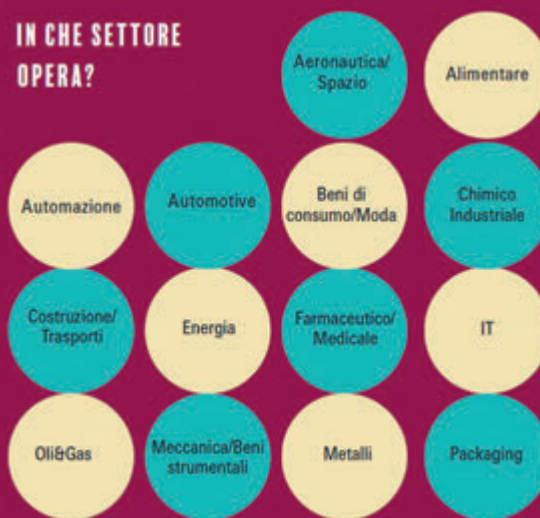 IN CHE SETTORE
OPERA?
Aeronautica/
Spazio
Alimentare
Automazione
Automotive
Beni di
consumo/Moda
Chimico
Industriale
Costruzione/
Trasporti
Energia
Farmaceutico/
Medicale
IT
Oli&Gas
Meccanica/Beni
strumentali
Metalli
Packaging